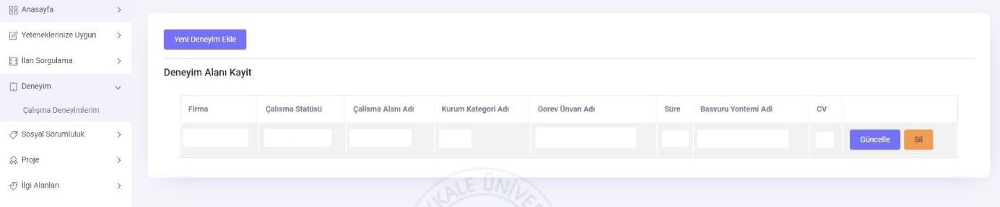 Anasayfa
Yeteneklerinize Uygun
İlan Sorgulama
Deneyim
Çalışma Deneyimlerim
Sosyal Sorumluluk
Proje
İlgi Alanları
Yeni Deneyim Ekle
Deneyim Alanı Kayit
Firma Çalısma Statüsü Çalisma Alanı Adı Kurum Kategori Adı Gorev Ünvan Adı Süre Basvuru Yontemi Adi CV
Güncelle Sil